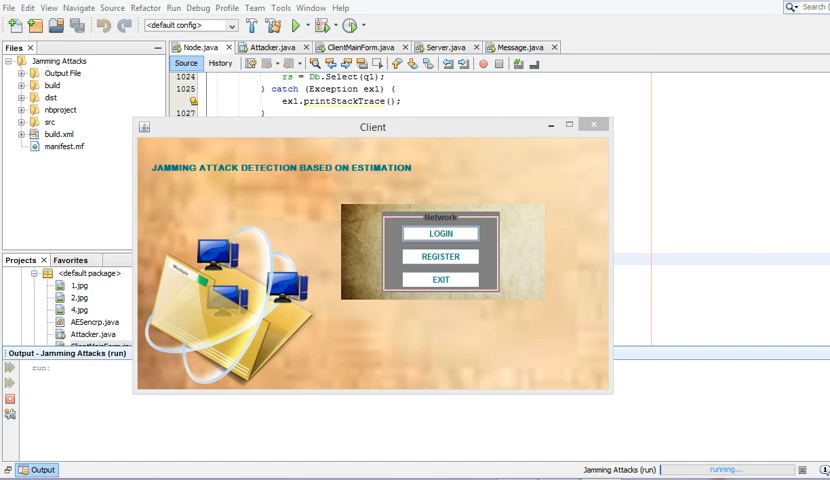 File Edit View Navigate Source Refactor Run Debug Profile Team Tools Window Help
Search (
<default config>
Files
Node.java Attacker.java ClientMainForm.java Server.java Message.java
Jamming Attacks
Source History
Output File
1024 rs = Db.Select(q1);
build
1025 } catch (Exception ex1) {
dist
ex1.printStackTrace();
nbproject
1027 }
src
build.xml
manifest.mf
Client
JAMMING ATTACK DETECTION BASED ON ESTIMATION
Network
LOGIN
REGISTER
EXIT
Projects Favorites
<default package>
1.jpg
2.jpg
4.jpg
AESencrp.java
Attacker.java
Output - Jamming Attacks (run)
run:
Output
Jamming Attacks (run) running...